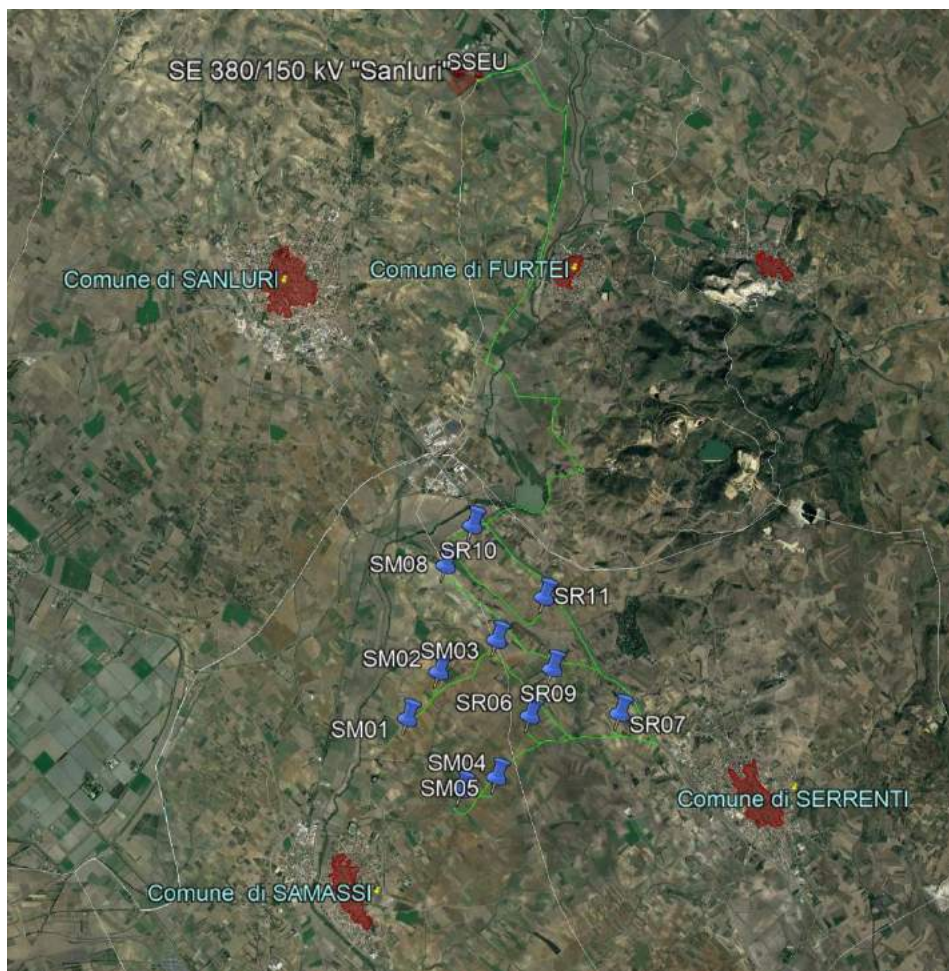 SSEU
SE 380/150 kV "Sanluri"
Comune di SANLURI
Comune di FURTEI
SR10
SM08
SR11
SM03
SM02
SR09
SR06
SM01
SR07
SM04
SM05
Comune di SERRENTI
Comune di SAMASSI